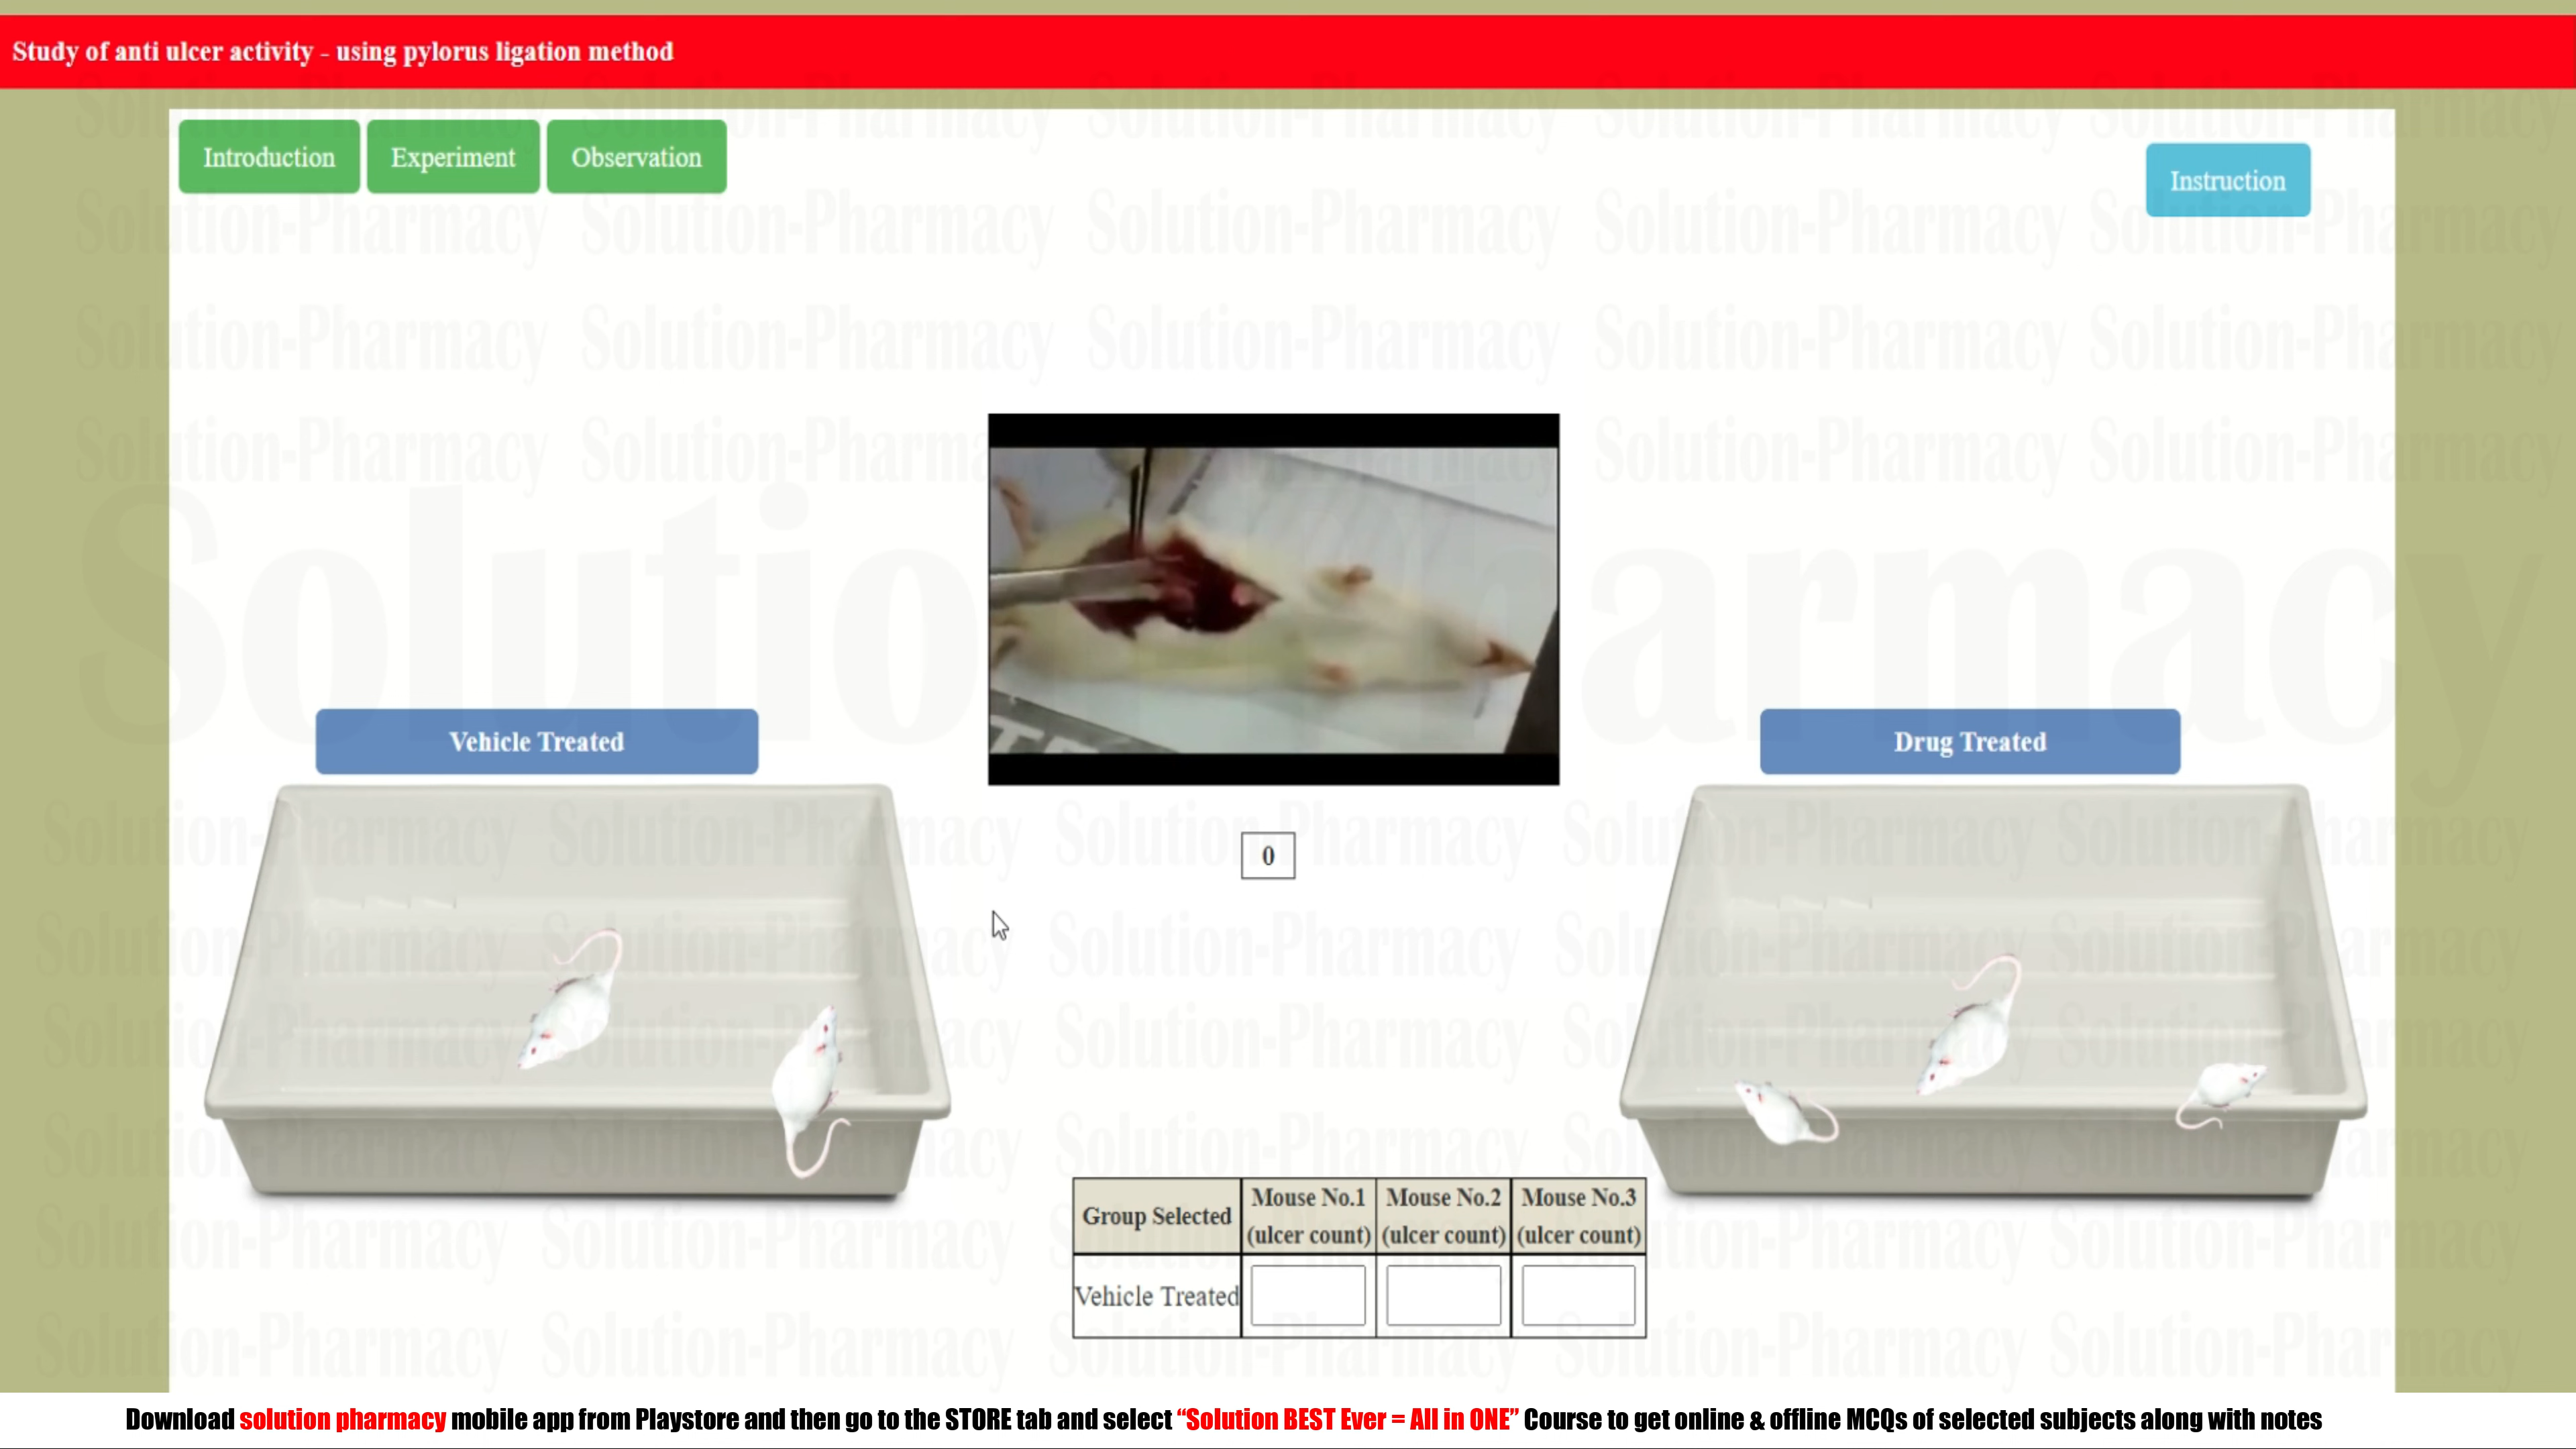 Study of anti ulcer activity - using pylorus ligation method
Introduction Experiment Observation
Instruction
Solution-Pharmacy
Vehicle Treated
Drug Treated
0
Group Selected
Mouse No.1 (ulcer count)
Mouse No.2 (ulcer count)
Mouse No.3 (ulcer count)
Vehicle Treated
Download solution pharmacy mobile app from Playstore and then go to the STORE tab and select “Solution BEST Ever = All in ONE” Course to get online & offline MCQs of selected subjects along with notes